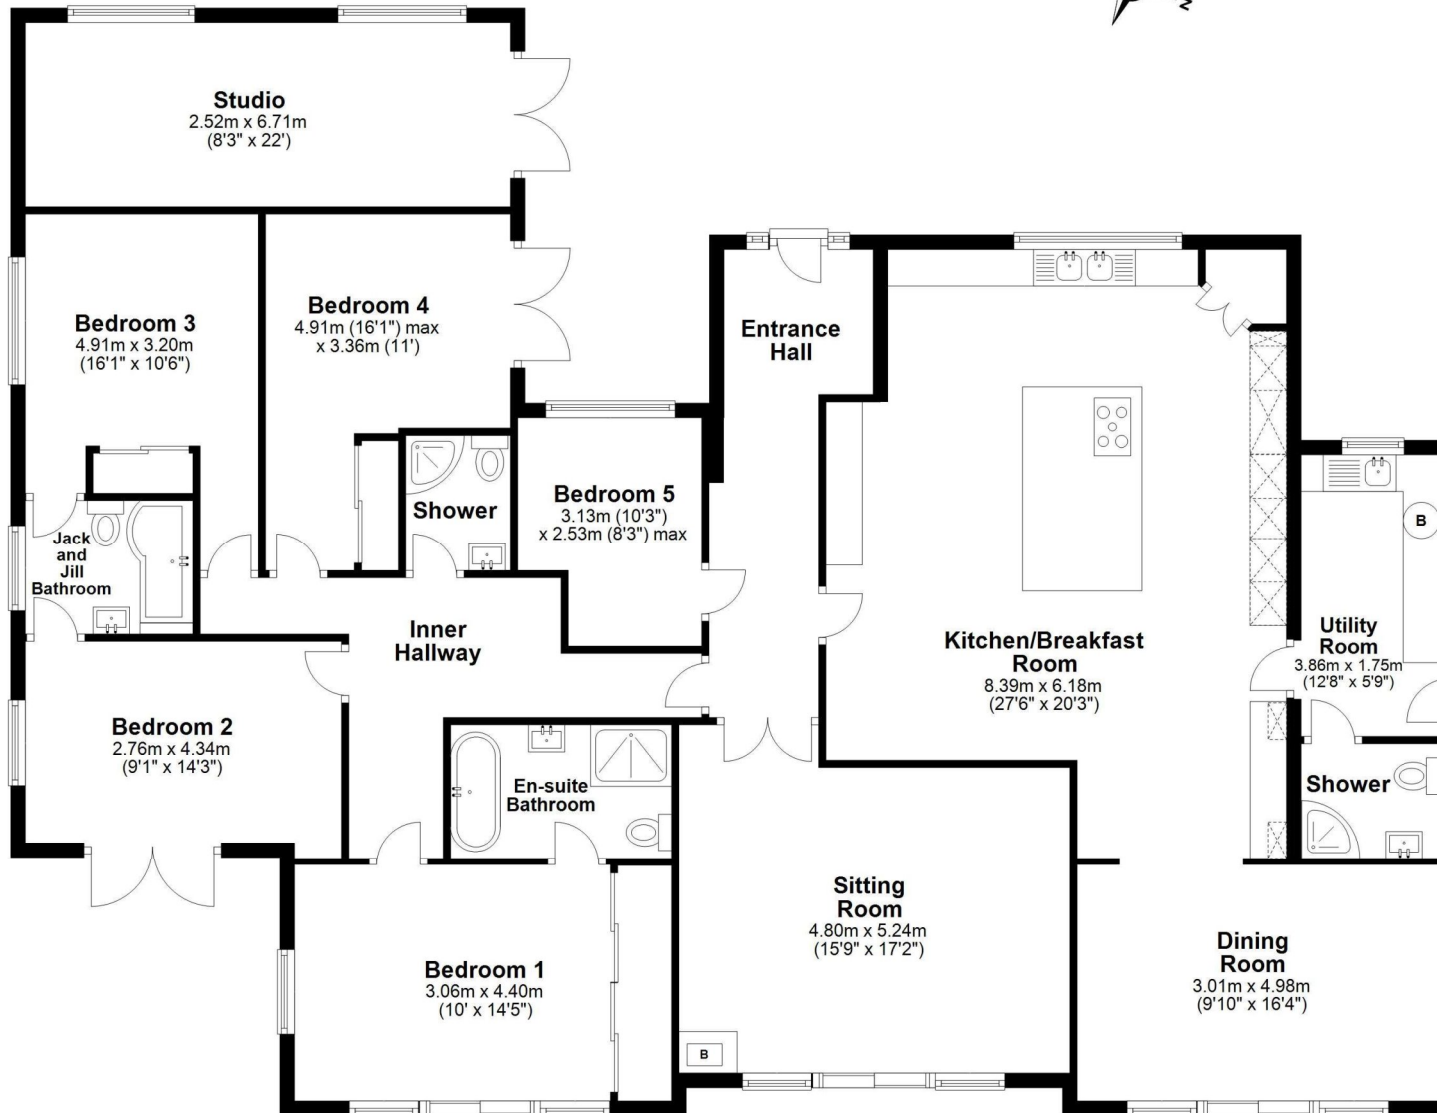 N
Studio
2.52m x 6.71m
(8'3" x 22')
Bedroom 3
4.91m x 3.20m
(16'1" x 10'6")
Bedroom 4
4.91m (16'1") max
x 3.36m (11')
Entrance
Hall
Shower
Bedroom 5
3.13m (10'3")
x 2.53m (8'3") max
Jack
and
Jill
Bathroom
Inner
Hallway
Kitchen/Breakfast
Room
8.39m x 6.18m
(27'6" x 20'3")
B
Utility
Room
3.86m x 1.75m
(12'8" x 5'9")
Bedroom 2
2.76m x 4.34m
(9'1" x 14'3")
En-suite
Bathroom
Shower
Sitting
Room
4.80m x 5.24m
(15'9" x 17'2")
Bedroom 1
3.06m x 4.40m
(10' x 14'5")
Dining
Room
3.01m x 4.98m
(9'10" x 16'4")
B